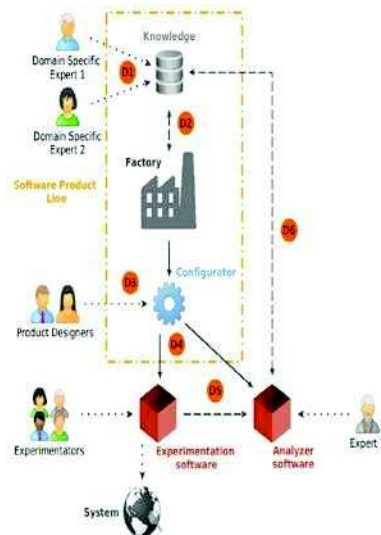 Knowledge
Domain Specific
Expert 1
D1
Domain Specific
Expert 2
D2
Factory
Software Product
Line
D6
Configurator
D3
Product Designers
D4
D5
Experimentators
Experimentation
software
Analyzer
software
Expert
System